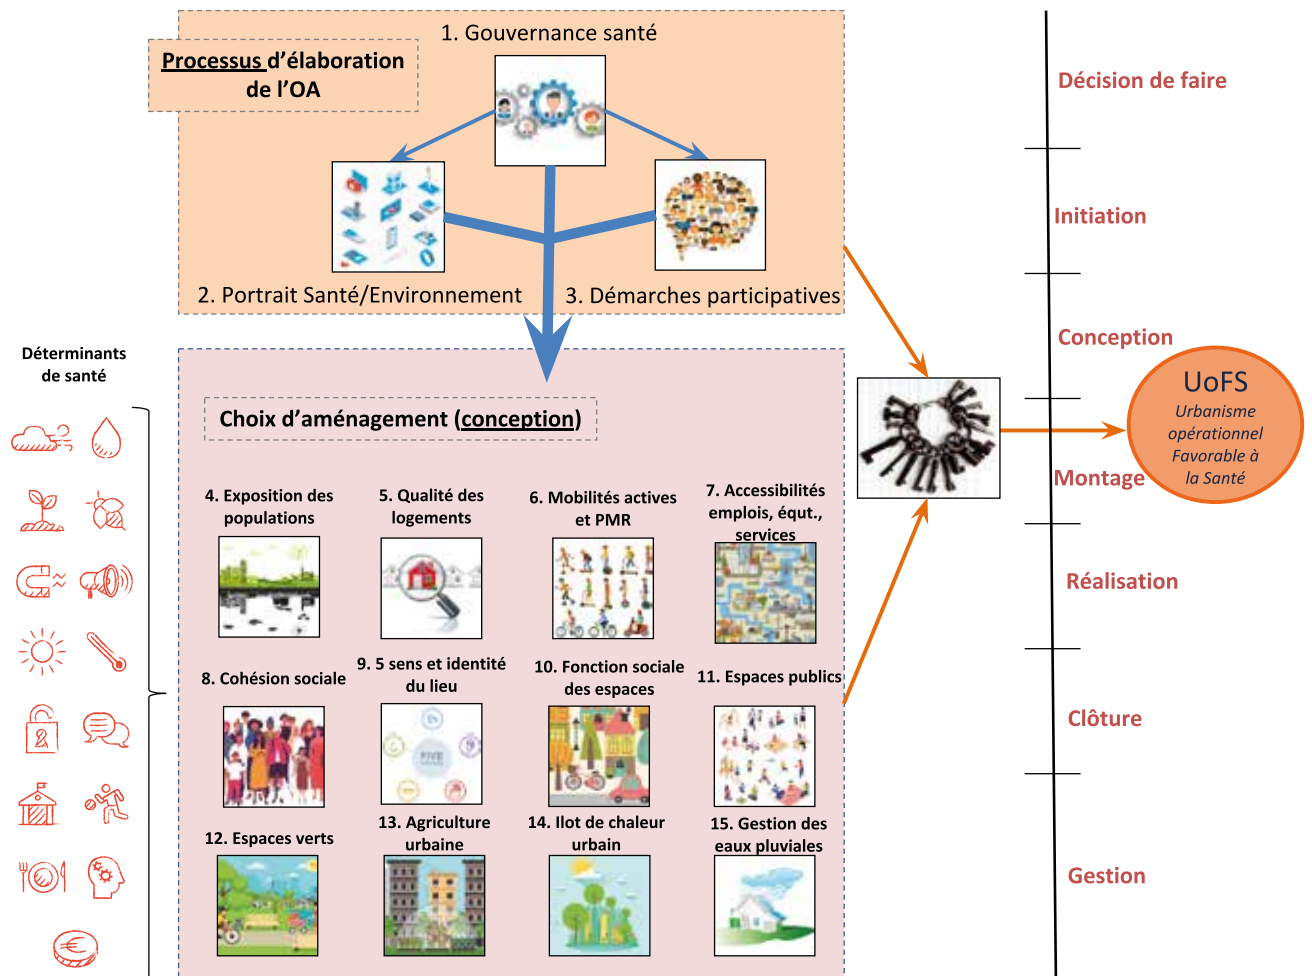 1. Gouvernance santé
Processus d’élaboration
de l’OA
2. Portrait Santé/Environnement
3. Démarches participatives
Déterminants
de santé
Choix d’aménagement (conception)
4. Exposition des
populations
5. Qualité des
logements
6. Mobilités actives
et PMR
7. Accessibilités
emplois, équt.,
services
8. Cohésion sociale
9. 5 sens et identité
du lieu
10. Fonction sociale
des espaces
11. Espaces publics
FIVE
12. Espaces verts
13. Agriculture
urbaine
14. Ilot de chaleur
urbain
15. Gestion des
eaux pluviales
Décision de faire
Initiation
Conception
Montage
Réalisation
Clôture
Gestion
UoFS
Urbanisme
opérationnel
Favorable à
la Santé